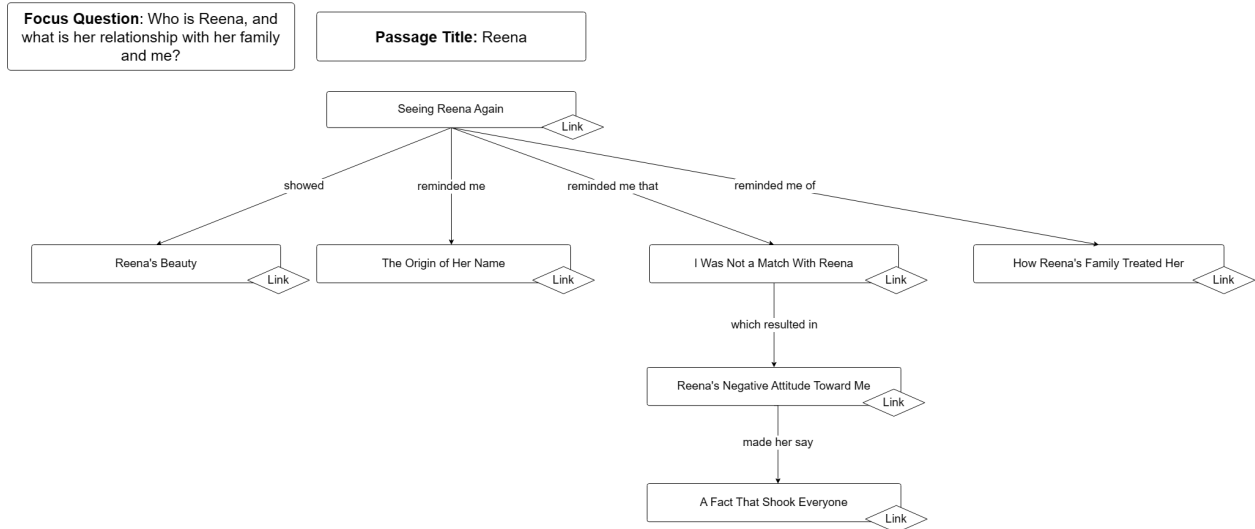 Focus Question: Who is Reena, and
what is her relationship with her family
and me?
Passage Title: Reena
Seeing Reena Again
Link
showed
reminded me
reminded me that
reminded me of
Reena's Beauty
Link
The Origin of Her Name
Link
I Was Not a Match With Reena
Link
How Reena's Family Treated Her
Link
which resulted in
Reena's Negative Attitude Toward Me
Link
made her say
A Fact That Shook Everyone
Link